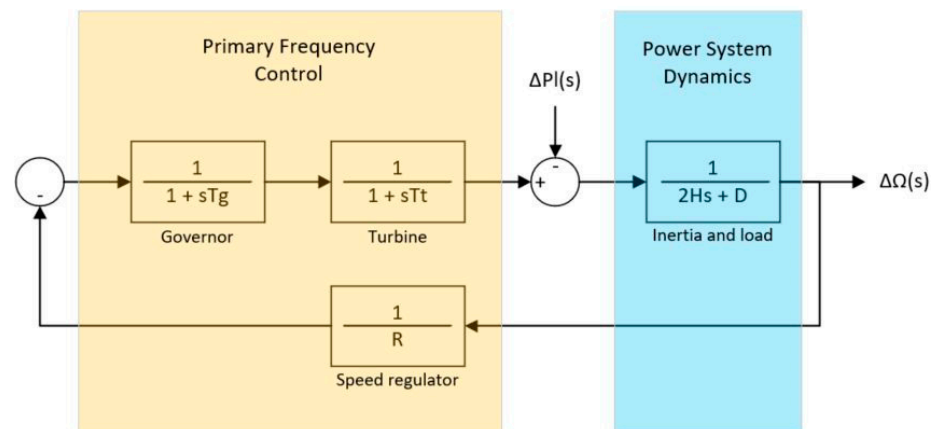 Primary Frequency
Control
Power System
Dynamics
ΔPl(s)
-
1
1 + sTg
Governor
1
1 + sTt
Turbine
+
1
2Hs + D
Inertia and load
ΔΩ(s)
-
1
R
Speed regulator